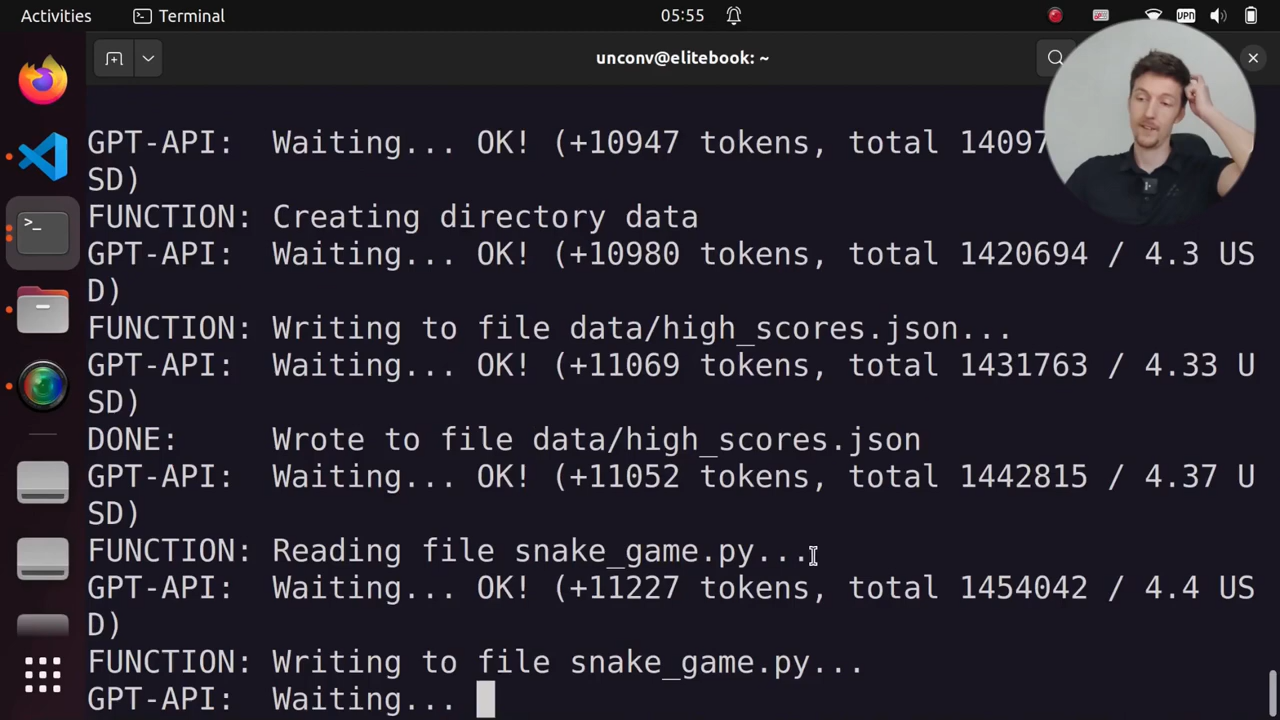 Activities Terminal 05:55 VPN
unconv@elitebook: ~
GPT-API: Waiting... OK! (+10947 tokens, total 14097
SD)
FUNCTION: Creating directory data
GPT-API: Waiting... OK! (+10980 tokens, total 1420694 / 4.3 US
D)
FUNCTION: Writing to file data/high_scores.json...
GPT-API: Waiting... OK! (+11069 tokens, total 1431763 / 4.33 U
SD)
DONE: Wrote to file data/high_scores.json
GPT-API: Waiting... OK! (+11052 tokens, total 1442815 / 4.37 U
SD)
FUNCTION: Reading file snake_game.py...
GPT-API: Waiting... OK! (+11227 tokens, total 1454042 / 4.4 US
D)
FUNCTION: Writing to file snake_game.py...
GPT-API: Waiting...